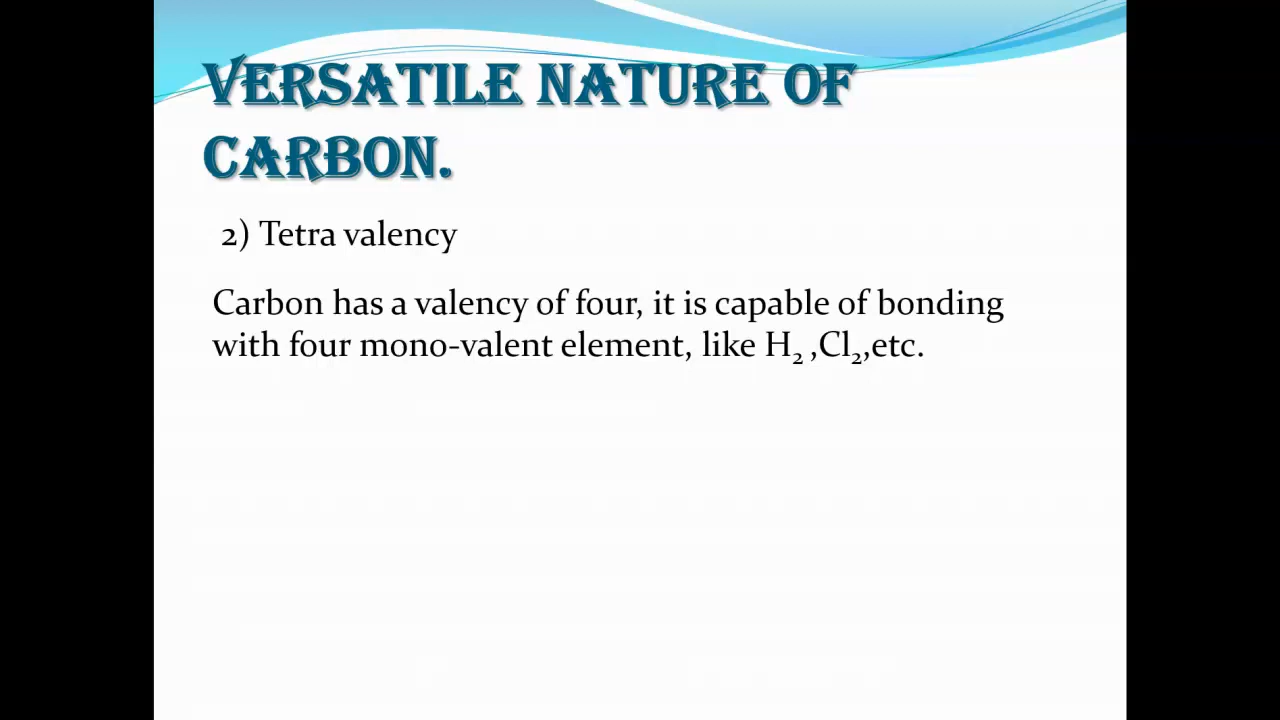 VERSATILE NATURE OF
CARBON.
2) Tetra valency
Carbon has a valency of four, it is capable of bonding
with four mono-valent element, like H₂ ,Cl₂,etc.